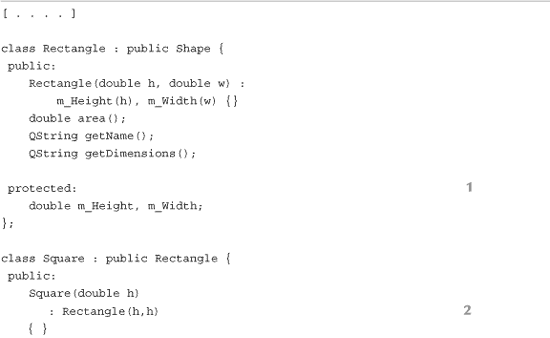 [ . . . . ]
class Rectangle : public Shape {
public:
Rectangle(double h, double w) :
m_Height(h), m_Width(w) {}
double area();
QString getName();
QString getDimensions();
protected: 1
double m_Height, m_Width;
};
class Square : public Rectangle {
public:
Square(double h)
: Rectangle(h,h) 2
{ }